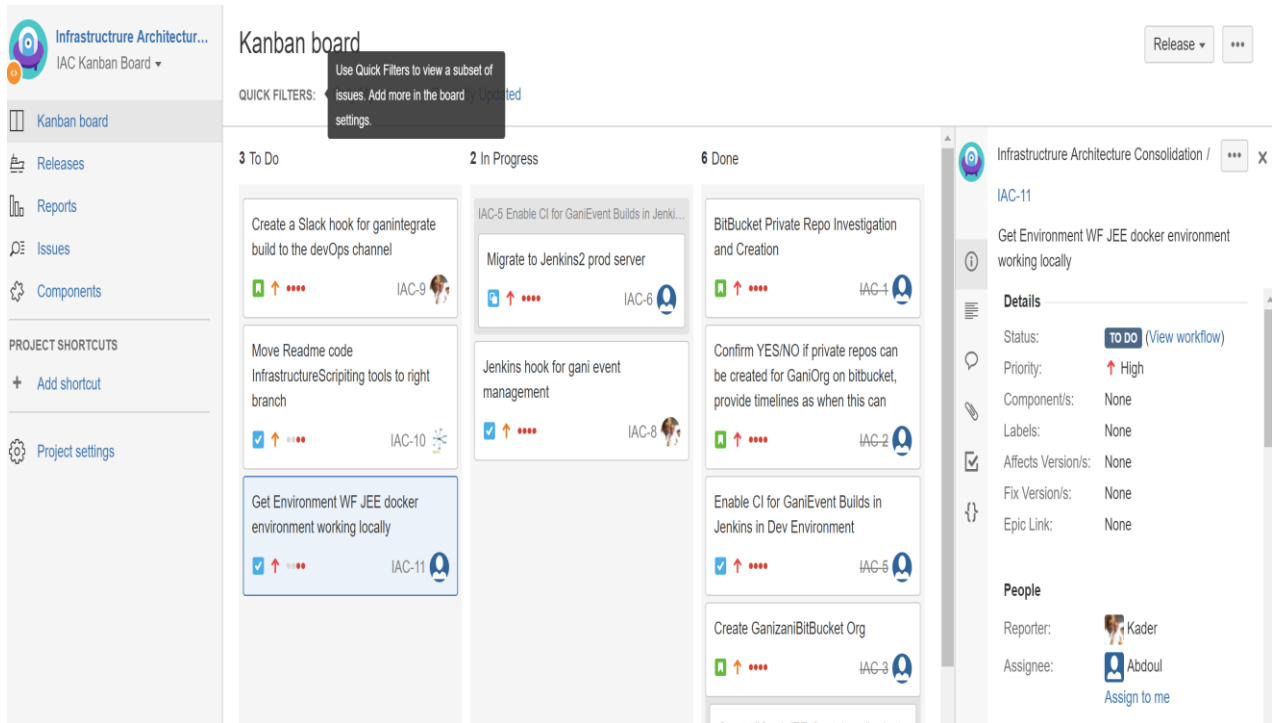 Infrastrructrure Architectur...
IAC Kanban Board
Kanban board
Releases
Reports
Issues
Components
PROJECT SHORTCUTS
+ Add shortcut
Project settings
Kanban board
Release
QUICK FILTERS:
Use Quick Filters to view a subset of
issues. Add more in the board
settings.
Updated
3 To Do
Create a Slack hook for ganintegrate
build to the devOps channel
IAC-9
Move Readme code
InfrastructureScripiting tools to right
branch
IAC-10
Get Environment WF JEE docker
environment working locally
IAC-11
2 In Progress
IAC-5 Enable CI for GaniEvent Builds in Jenki...
Migrate to Jenkins2 prod server
IAC-6
Jenkins hook for gani event
management
IAC-8
6 Done
BitBucket Private Repo Investigation
and Creation
IAC-1
Confirm YES/NO if private repos can
be created for GaniOrg on bitbucket,
provide timelines as when this can
IAC-2
Enable CI for GaniEvent Builds in
Jenkins in Dev Environment
IAC-5
Create GanizaniBitBucket Org
IAC-3
Infrastrructrure Architecture Consolidation /
X
IAC-11
Get Environment WF JEE docker environment
working locally
Details
Status: TO DO (View workflow)
Priority: High
Component/s: None
Labels: None
Affects Version/s: None
Fix Version/s: None
Epic Link: None
People
Reporter: Kader
Assignee: Abdoul
Assign to me